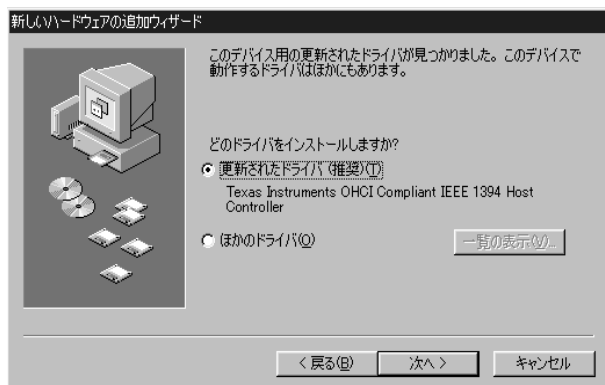 新しいハードウェアの追加ウィザード
このデバイス用の更新されたドライバが見つかりました。このデバイスで
動作するドライバはほかにもあります。
どのドライバをインストールしますか?
更新されたドライバ (推奨)(T)
Texas Instruments OHCI Compliant IEEE 1394 Host
Controller
ほかのドライバ(O)
一覧の表示(V)...
< 戻る(B)
次へ >
キャンセル